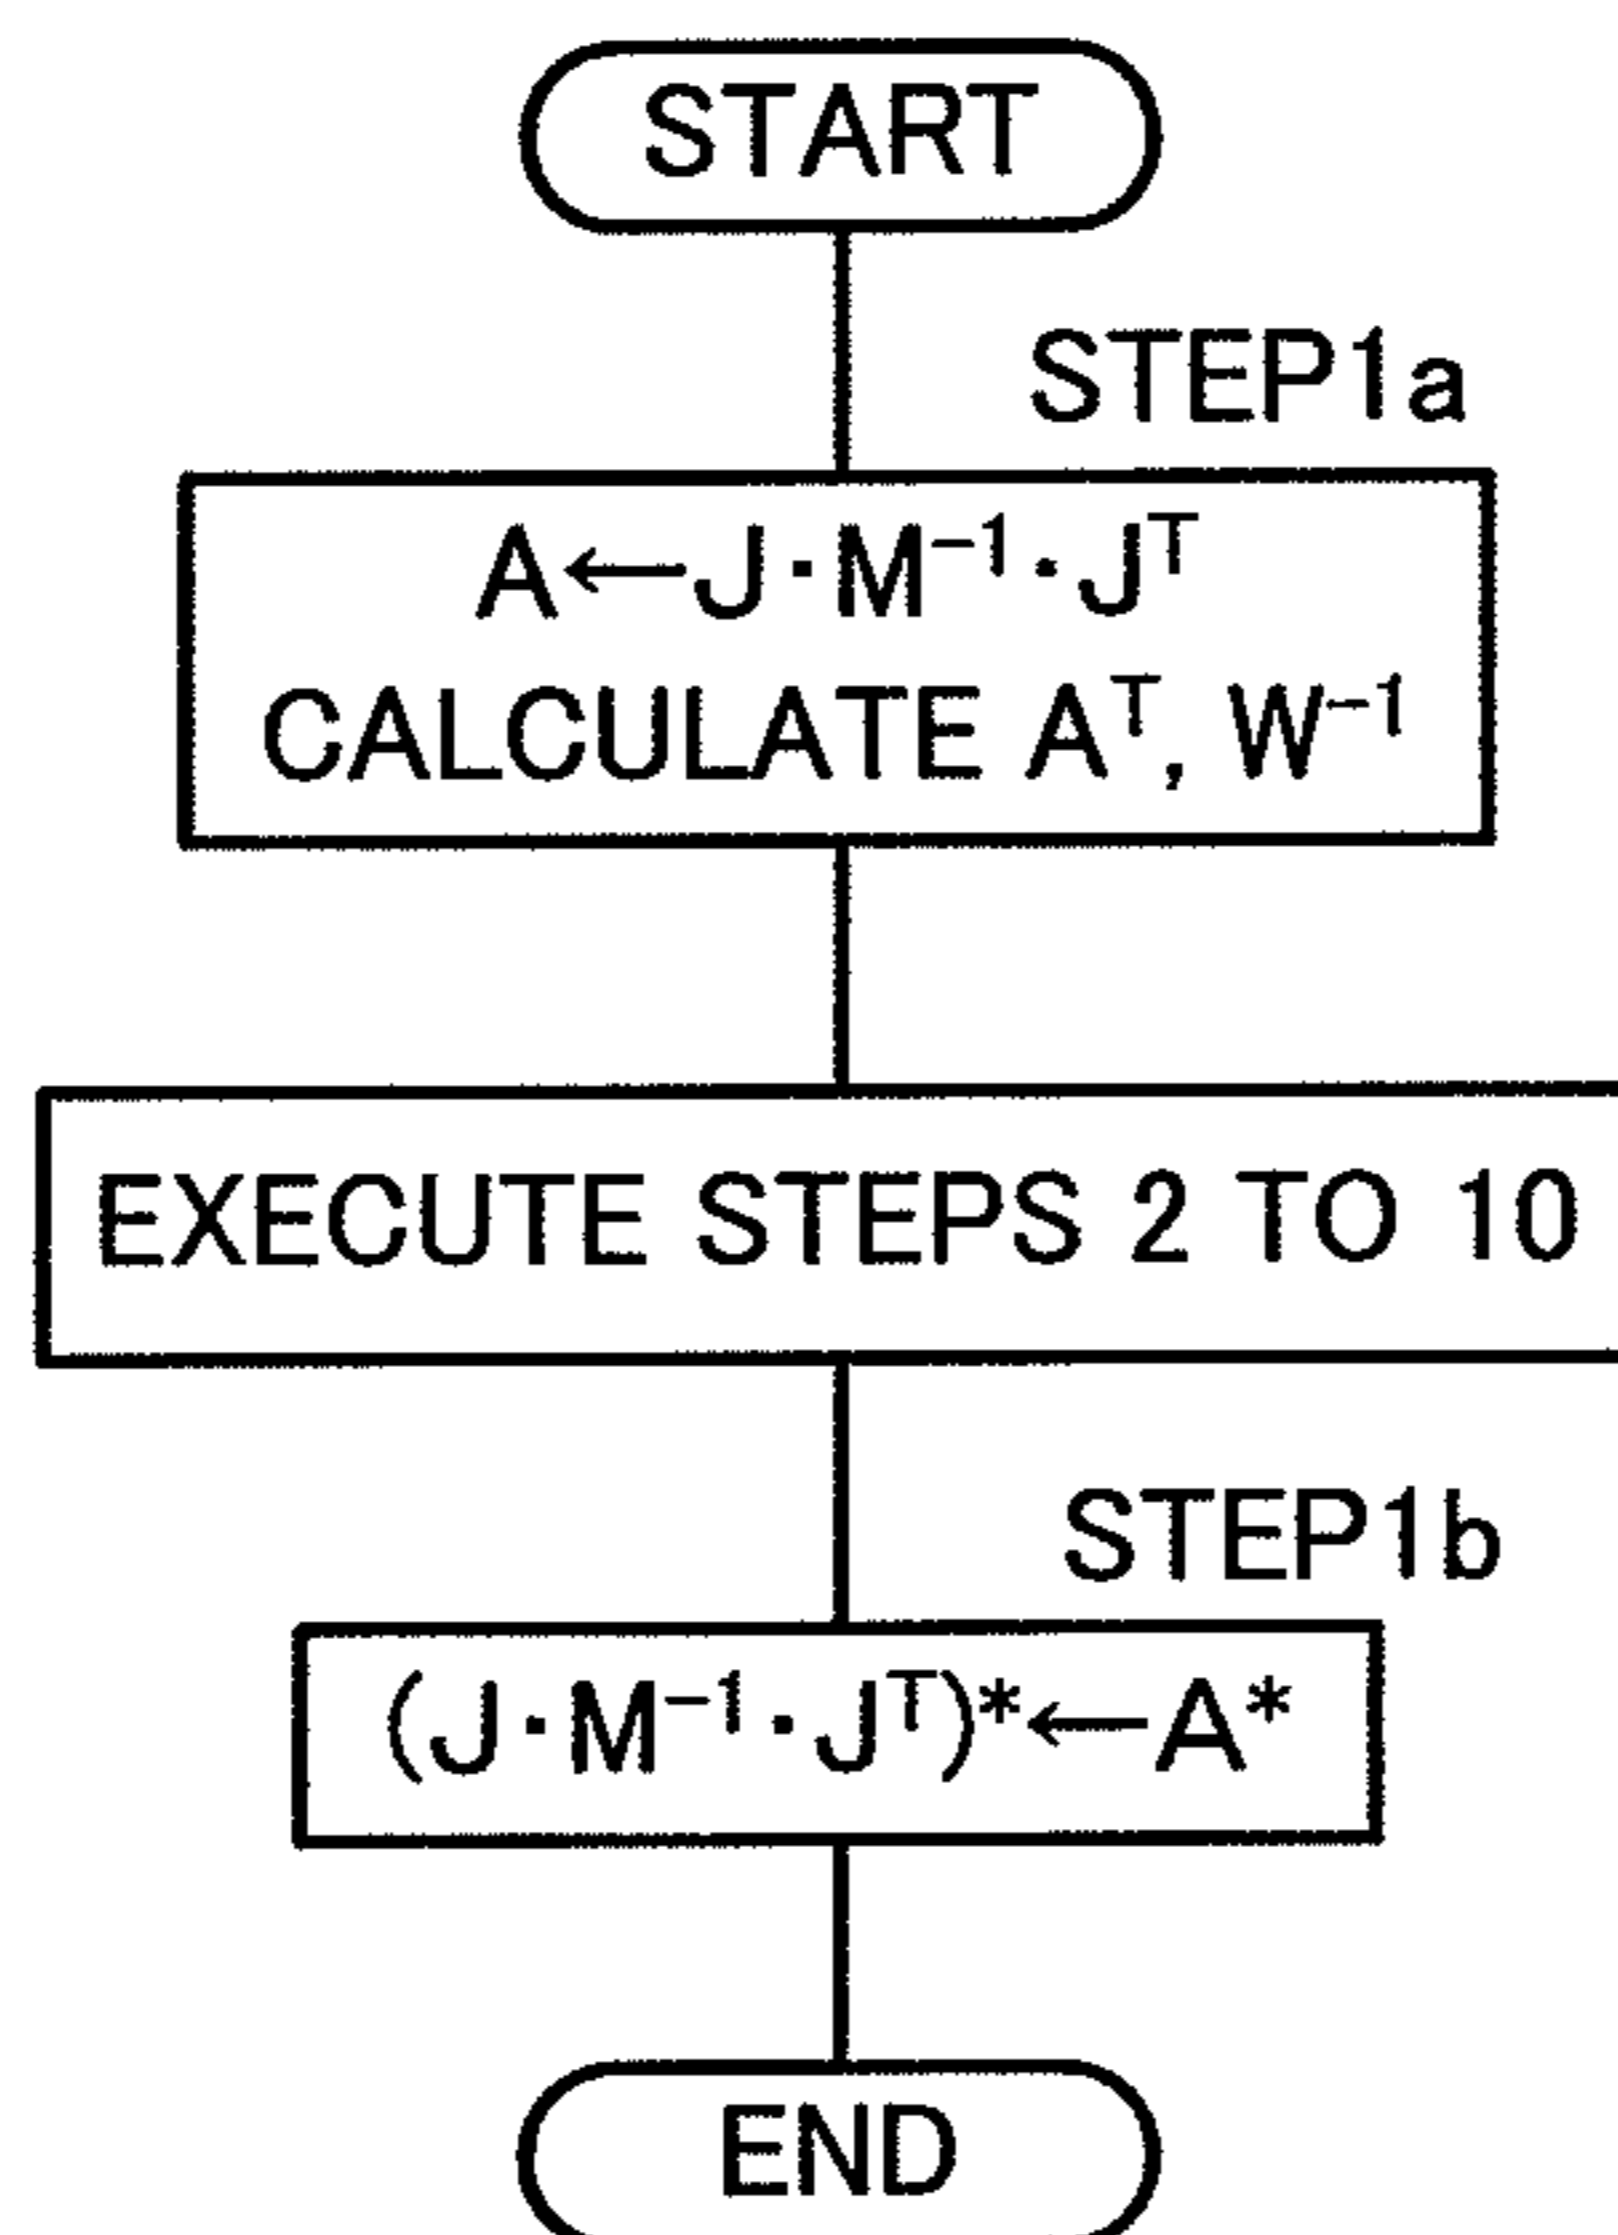 START
STEP1a
A←J·M⁻¹·Jᵀ
CALCULATE Aᵀ, W⁻¹
EXECUTE STEPS 2 TO 10
STEP1b
(J·M⁻¹·Jᵀ)*←A*
END